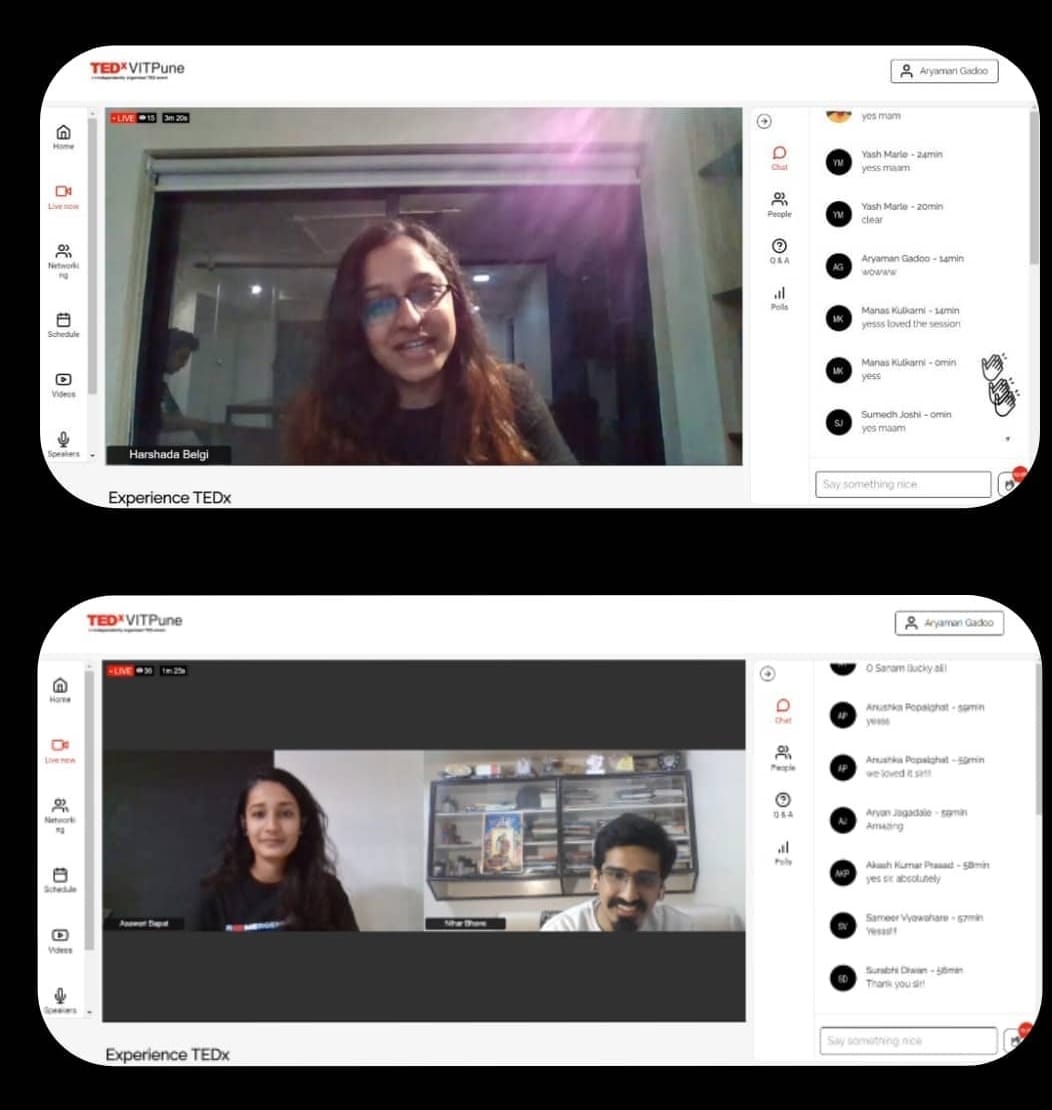 TEDxVITPune
x = independently organized TED event
Aryaman Gadoo
LIVE 15 3m 20s
Home
Live now
Networki
ng
Schedule
Videos
Speakers
Harshada Belgi
Experience TEDx
Chat
People
Q & A
Polls
yes mam
YM
Yash Marle - 24min
yess maam
YM
Yash Marle - 20min
clear
AG
Aryaman Gadoo - 14min
wowww
MK
Manas Kulkarni - 14min
yesss loved the session
MK
Manas Kulkarni - 0min
yess
SJ
Sumedh Joshi - 0min
yes maam
Say something nice
TEDxVITPune
x = independently organized TED event
Aryaman Gadoo
LIVE 36 1m 25s
Home
Live now
Networki
ng
Schedule
Videos
Speakers
Asawari Bapat
Nihar Bhave
Experience TEDx
Chat
People
Q & A
Polls
O Sanam (lucky ali)
AP
Anushka Popalghat - 59min
yesss
AP
Anushka Popalghat - 59min
we loved it sir!!!
AJ
Aryan Jagadale - 59min
Amazing
AKP
Akash Kumar Prasad - 58min
yes sir absolutely
SV
Sameer Vyawahare - 57min
Yesss!!!
SD
Surabhi Diwan - 56min
Thank you sir!
Say something nice